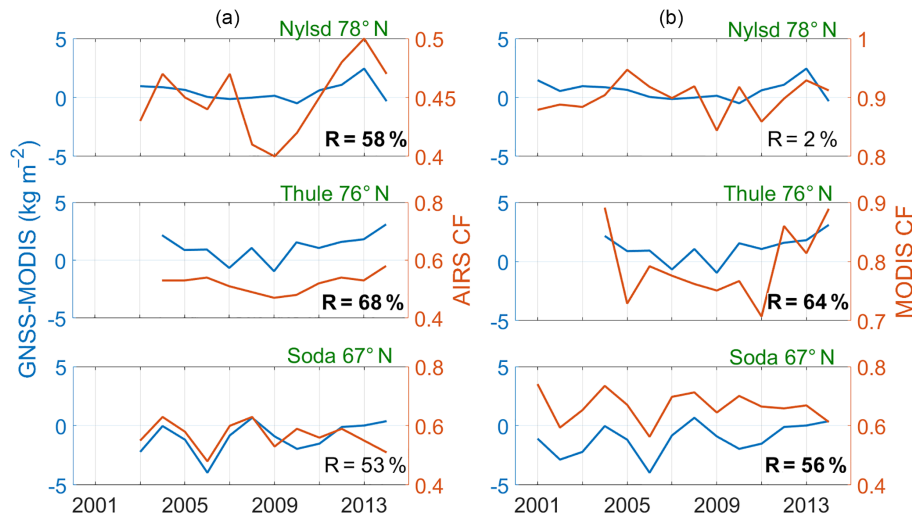 (a) (b)
Nylsd 78° N Nylsd 78° N
5 0.5 5 1
0 0.45 0 0.9
R = 58 % R = 2 %
-5 0.4 -5 0.8
Thule 76° N Thule 76° N
5 0.8 5 0.9
0 0.6 0 0.8
R = 68 % R = 64 %
-5 0.4 -5 0.7
Soda 67° N Soda 67° N
5 0.8 5 0.8
0 0.6 0 0.6
R = 53 % R = 56 %
-5 0.4 -5 0.4
2001 2005 2009 2013 2001 2005 2009 2013
GNSS-MODIS (kg m⁻²)
AIRS CF
MODIS CF